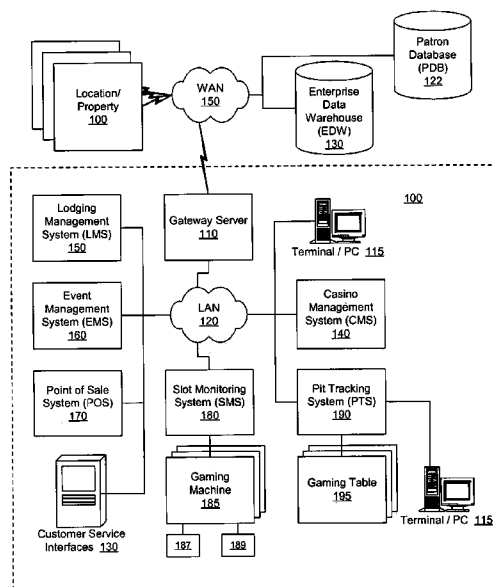 Patron
Database
(PDB)
122
Location/
Property
100
WAN
150
Enterprise
Data
Warehouse
(EDW)
130
100
Lodging
Management
System (LMS)
150
Gateway Server
110
Terminal / PC 115
Event
Management
System (EMS)
160
LAN
120
Casino
Management
System (CMS)
140
Point of Sale
System (POS)
170
Slot Monitoring
System (SMS)
180
Pit Tracking
System (PTS)
190
Gaming
Machine
185
Gaming Table
195
Customer Service
Interfaces 130
187
189
Terminal / PC 115